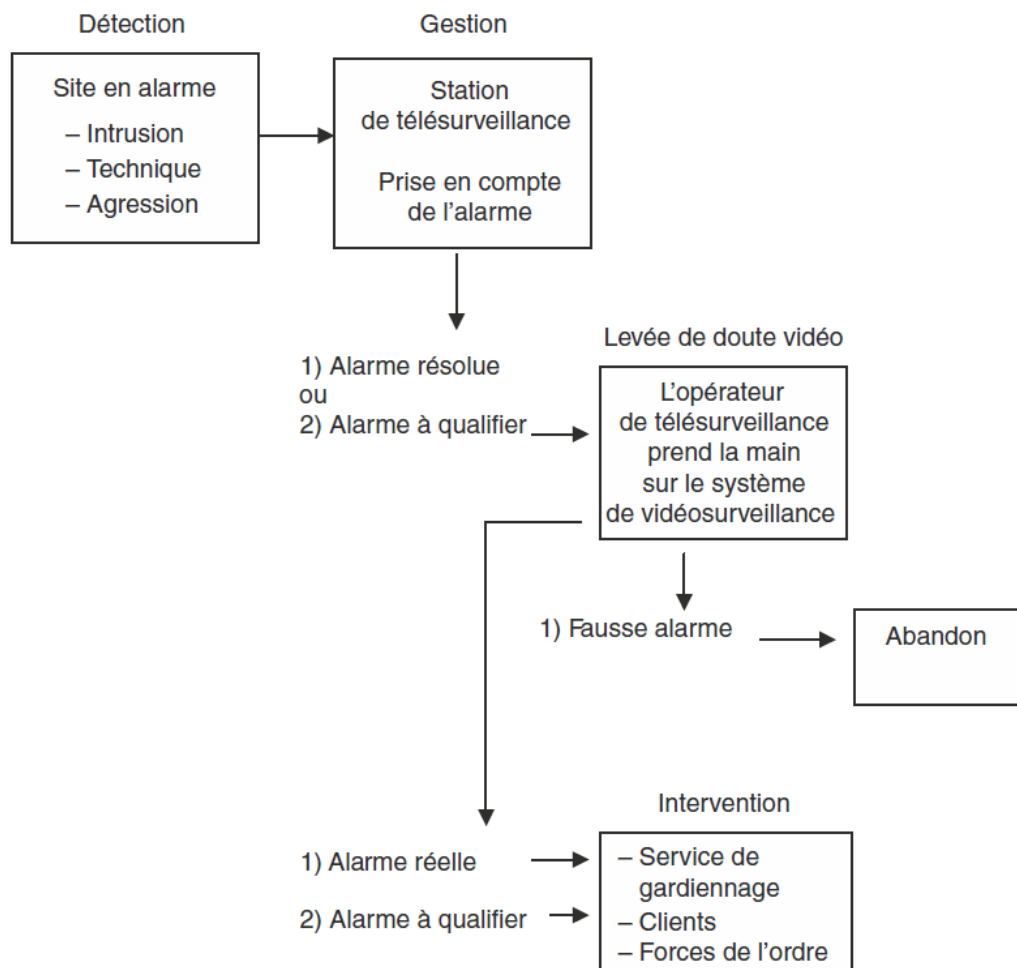 Détection
Site en alarme
– Intrusion
– Technique
– Agression
Gestion
Station
de télésurveillance
Prise en compte
de l’alarme
1) Alarme résolue
ou
2) Alarme à qualifier
Levée de doute vidéo
L’opérateur
de télésurveillance
prend la main
sur le système
de vidéosurveillance
1) Fausse alarme
Abandon
1) Alarme réelle
2) Alarme à qualifier
Intervention
– Service de
gardiennage
– Clients
– Forces de l’ordre